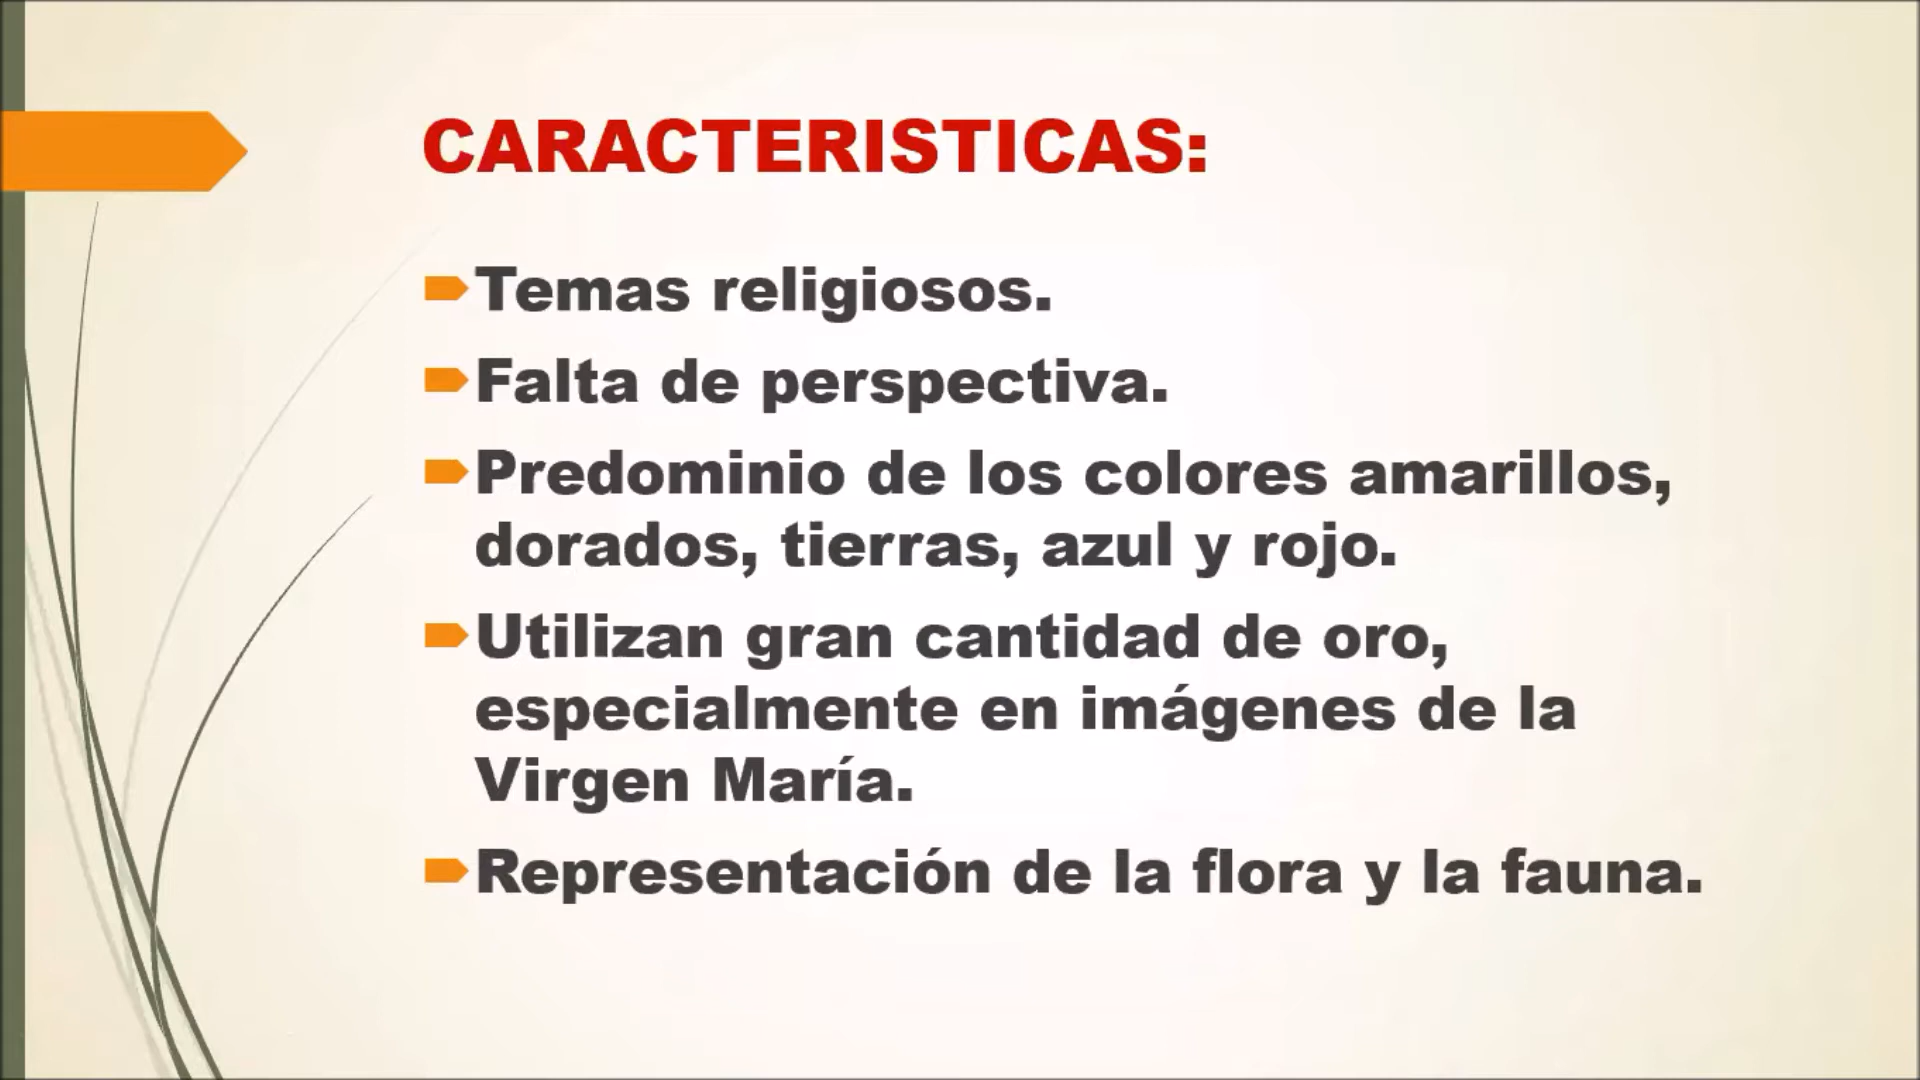 CARACTERISTICAS:
Temas religiosos.
Falta de perspectiva.
Predominio de los colores amarillos,
dorados, tierras, azul y rojo.
Utilizan gran cantidad de oro,
especialmente en imágenes de la
Virgen María.
Representación de la flora y la fauna.